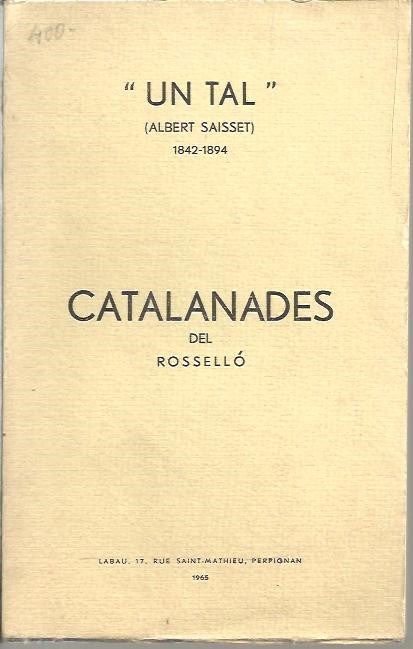 400-
" UN TAL "
(ALBERT SAISSET)
1842-1894
CATALANADES
DEL
ROSSELLÓ
LABAU, 17, RUE SAINT-MATHIEU, PERPIGNAN
1965